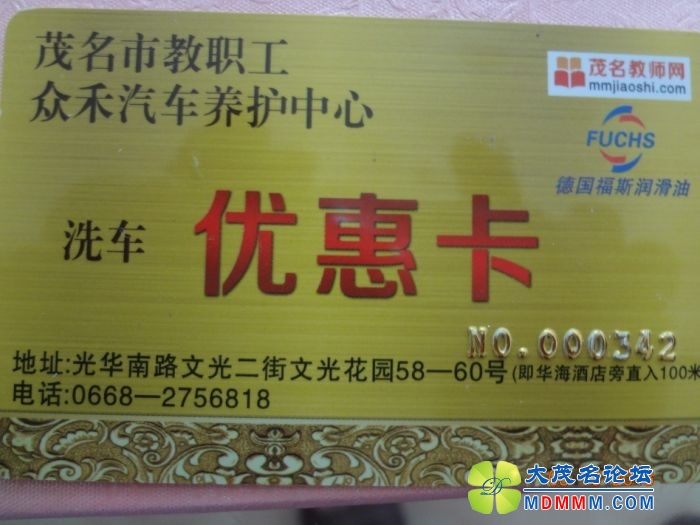 茂名市教职工
众禾汽车养护中心
茂名教师网
mmjiaoshi.com
FUCHS
德国福斯润滑油
洗车 优惠卡
NO.000342
地址:光华南路文光二街文光花园58—60号(即华海酒店旁直入100米
电话:0668—2756818
大茂名论坛
MDMMM.COM